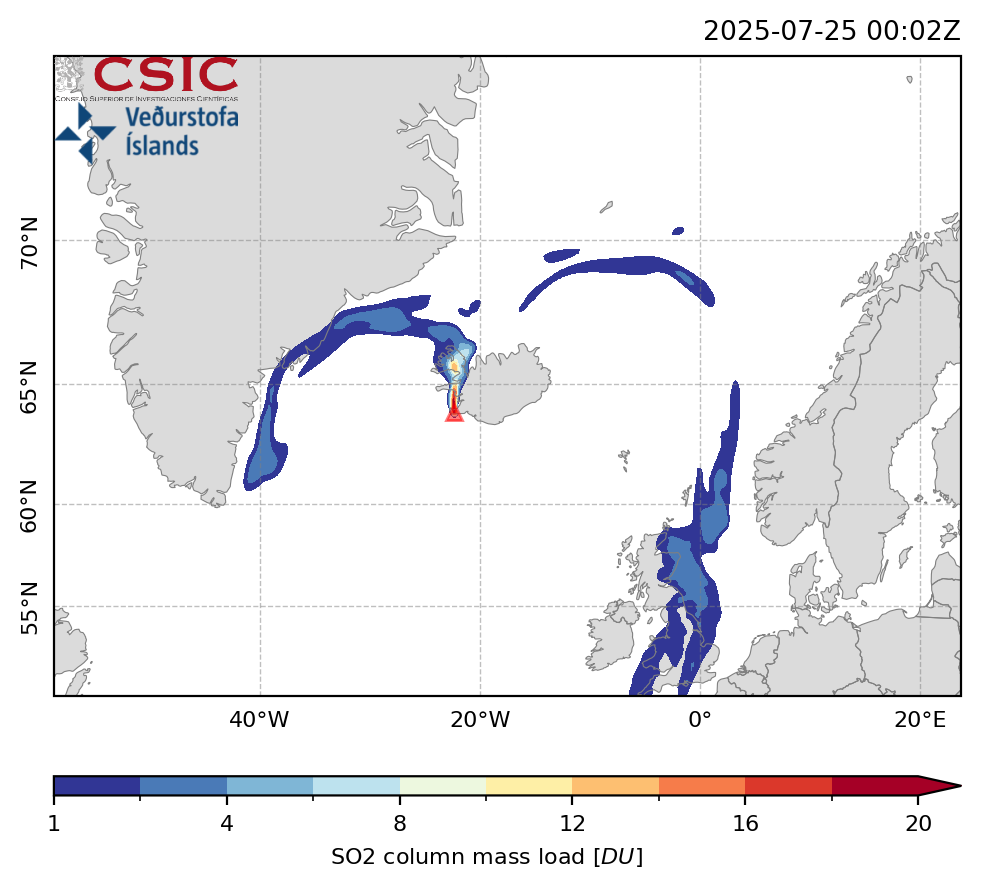 2025-07-25 00:02Z
CSIC
CONSEJO SUPERIOR DE INVESTIGACIONES CIENTÍFICAS
Veðurstofa
Íslands
70°N
65°N
60°N
55°N
40°W 20°W 0° 20°E
1 4 8 12 16 20
SO2 column mass load [DU]